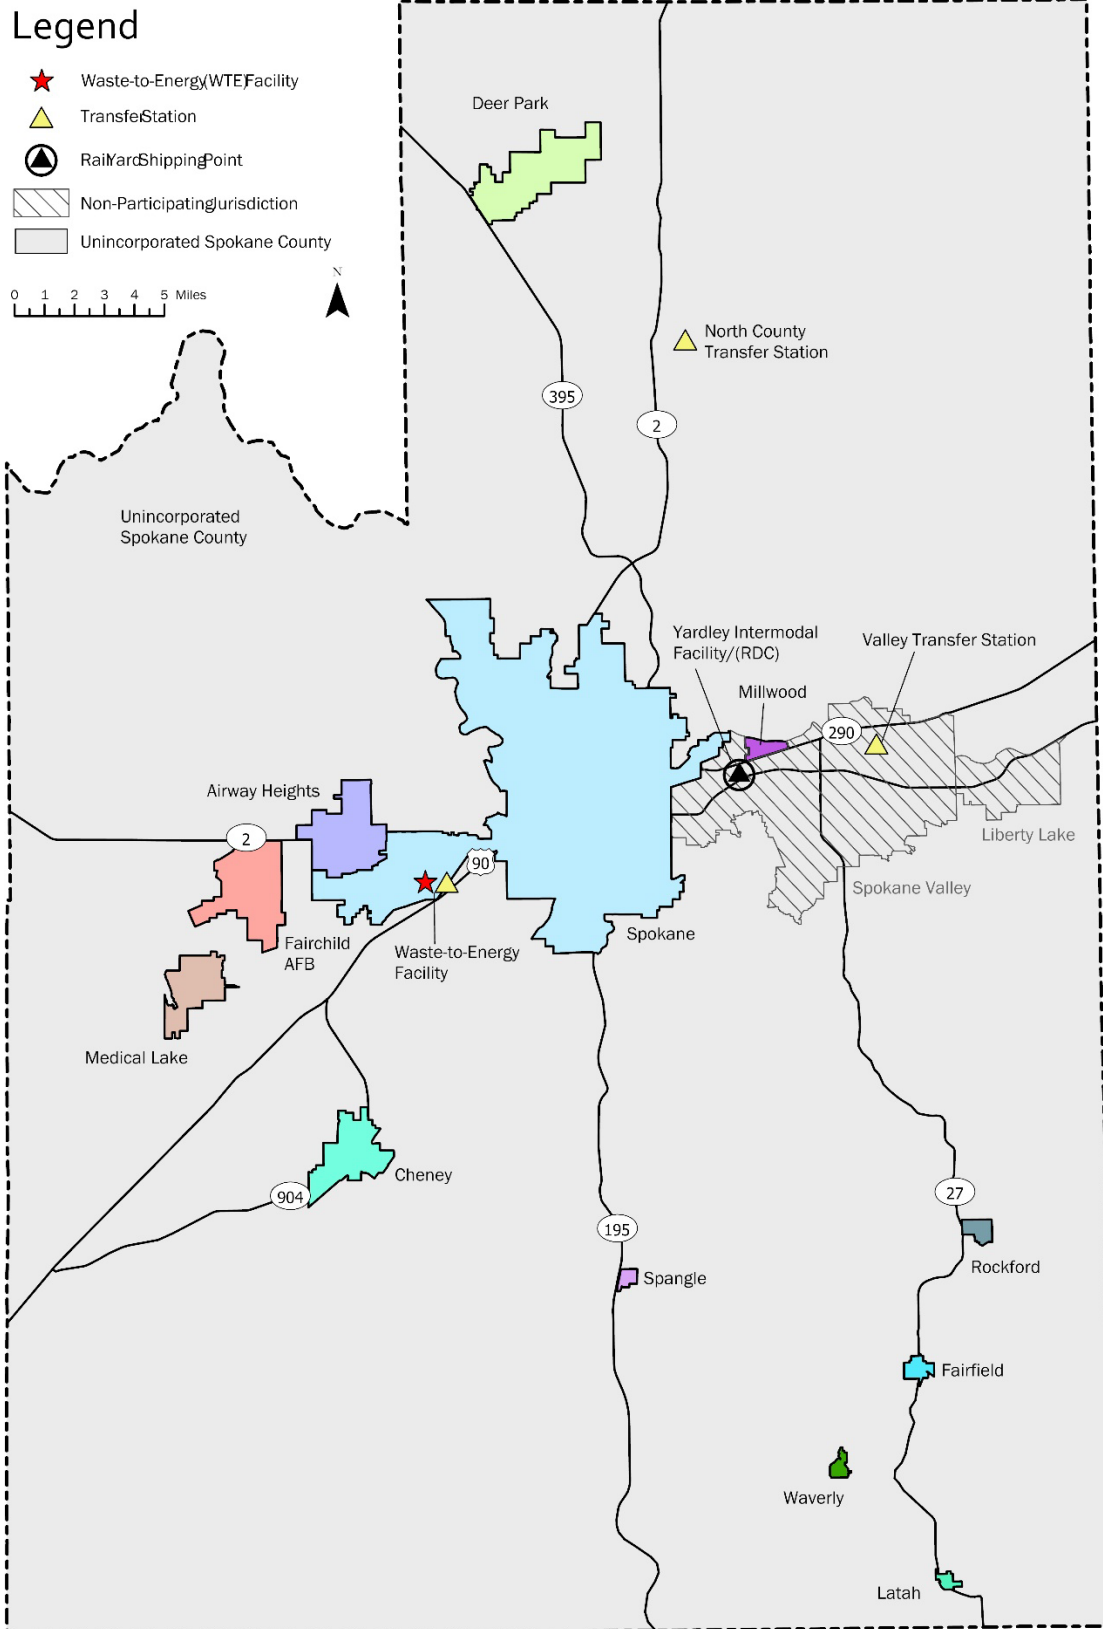 Legend
Waste-to-Energy(WTE)Facility
TransferStation
RailYardShippingPoint
Non-ParticipatingJurisdiction
Unincorporated Spokane County
N
0 1 2 3 4 5 Miles
Deer Park
North County
Transfer Station
395
2
Unincorporated
Spokane County
Yardley Intermodal
Facility/(RDC)
Valley Transfer Station
Millwood
290
Airway Heights
2
90
Liberty Lake
Spokane Valley
Spokane
Fairchild
AFB
Waste-to-Energy
Facility
Medical Lake
Cheney
904
27
195
Rockford
Spangle
Fairfield
Waverly
Latah